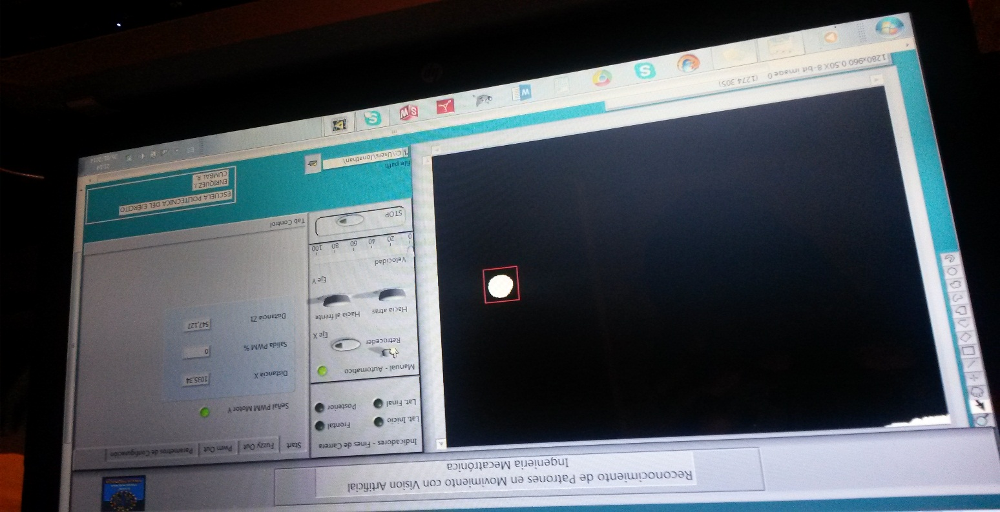 Reconocimiento de Patrones en Movimiento con Vision Artificial
Ingenieria Mecatrónica
Indicadores - Fines de Carrera
Lat. Inicio
Frontal
Lat. Final
Posterior
Manual - Automatico
Retroceder
Eje X
Hacia atras
Hacia al frente
Eje Y
Velocidad
0 20 40 60 80 100
STOP
file path
C:\Users\Jonathan\
Start
Fuzzy Out
Pwm Out
Parametros de Configuración
Señal PWM Motor Y
Distancia X
1035,34
Salida PWM %
0
Distancia Z1
547,127
Tab Control
ESCUELA POLITECNICA DEL EJERCITO
ENRIQUEZ J.
CUMBAL R.
1280x960 0.50X 8-bit image 0 (1274,305)
ES
21:14